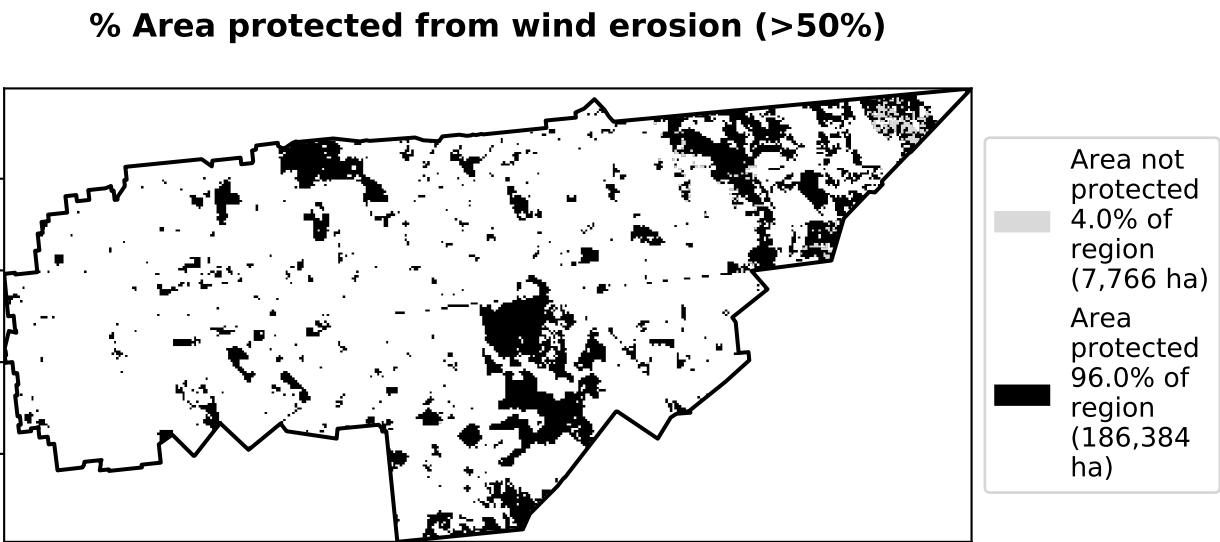 % Area protected from wind erosion (>50%)
Area not
protected
4.0% of
region
(7,766 ha)
Area
protected
96.0% of
region
(186,384
ha)